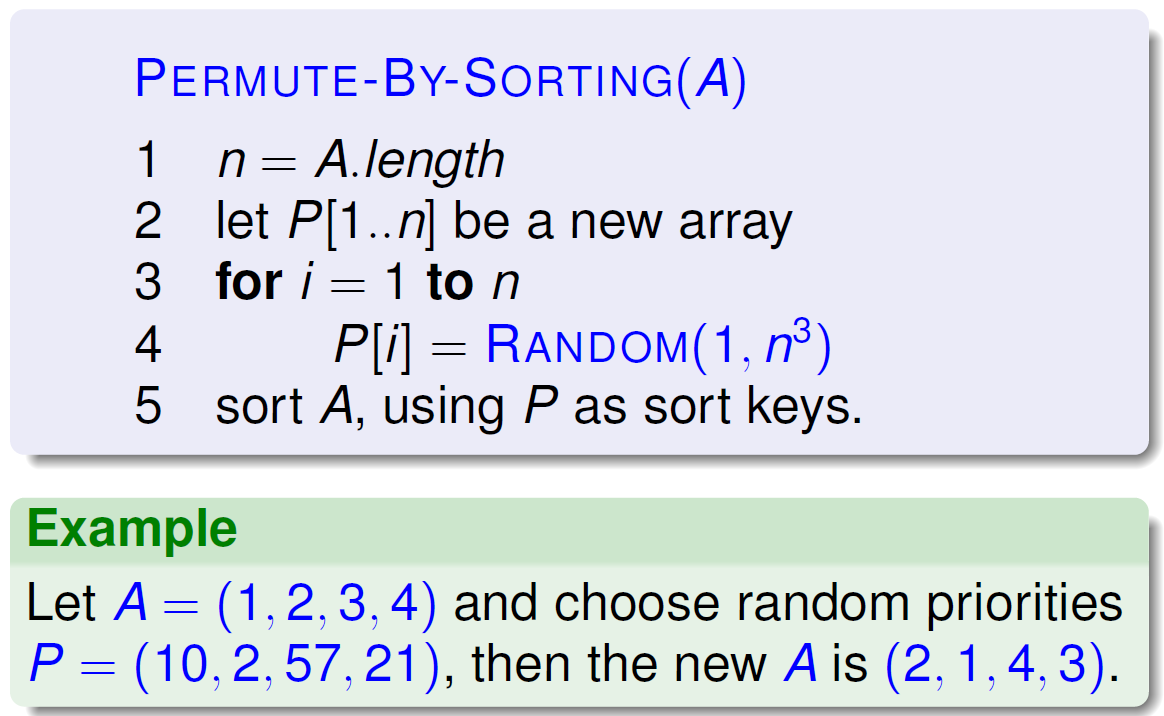 PERMUTE-BY-SORTING(A)
1 n = A.length
2 let P[1..n] be a new array
3 for i = 1 to n
4 P[i] = RANDOM(1, n³)
5 sort A, using P as sort keys.
Example
Let A = (1, 2, 3, 4) and choose random priorities
P = (10, 2, 57, 21), then the new A is (2, 1, 4, 3).